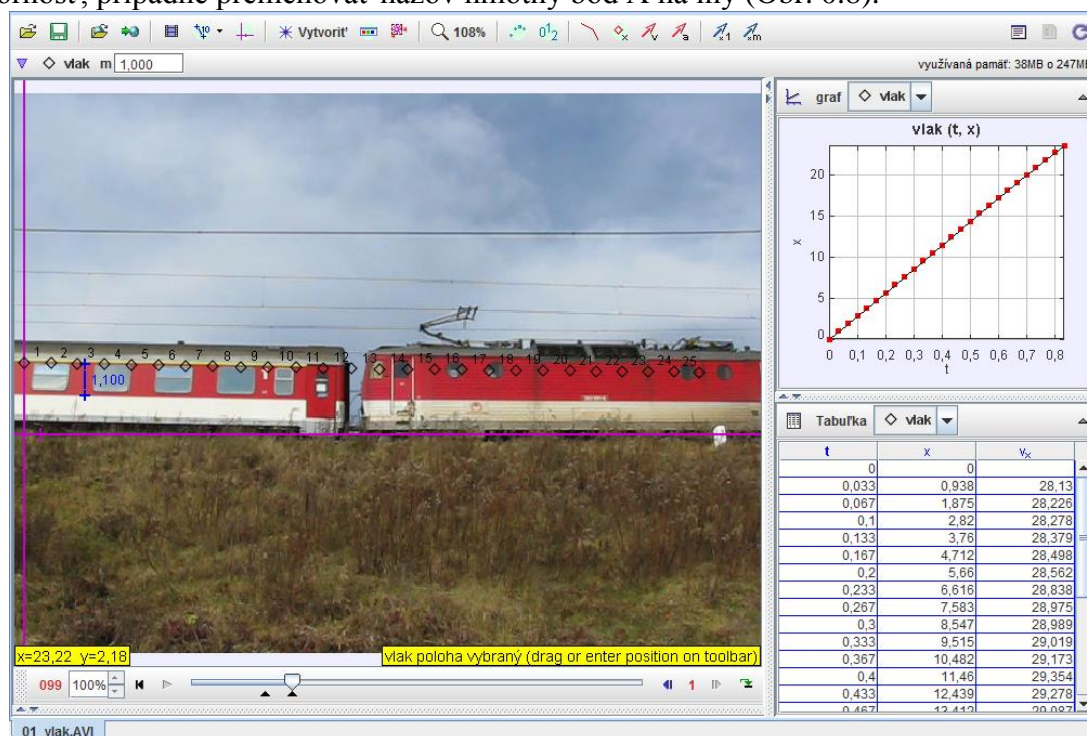 ornosť, prípadne premenovať názov hmotný bod A na iný (Obr. 6.8).
Vytvoriť 108%
vlak m 1,000 využívaná pamäť: 38MB o 247MB
graf vlak
vlak (t, x)
20
15
10
5
0
x
0 0,1 0,2 0,3 0,4 0,5 0,6 0,7 0,8
t
1 2 3 4 5 6 7 8 9 10 11 12 13 14 15 16 17 18 19 20 21 22 23 24 25
1,100
Tabuľka vlak
t x vx
0 0
0,033 0,938 28,13
0,067 1,875 28,226
0,1 2,82 28,278
0,133 3,76 28,379
0,167 4,712 28,498
0,2 5,66 28,562
0,233 6,616 28,838
0,267 7,583 28,975
0,3 8,547 28,989
0,333 9,515 29,019
0,367 10,482 29,173
0,4 11,46 29,354
0,433 12,439 29,278
0,467 13,412 29,087
x=23,22 y=2,18 vlak poloha vybraný (drag or enter position on toolbar)
099 100% 1
01_vlak.AVI